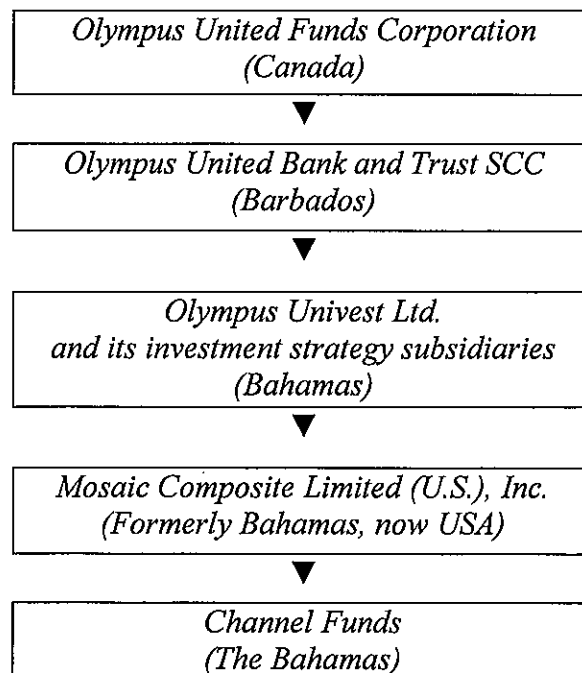 Olympus United Funds Corporation
(Canada)
Olympus United Bank and Trust SCC
(Barbados)
Olympus Univest Ltd.
and its investment strategy subsidiaries
(Bahamas)
Mosaic Composite Limited (U.S.), Inc.
(Formerly Bahamas, now USA)
Channel Funds
(The Bahamas)